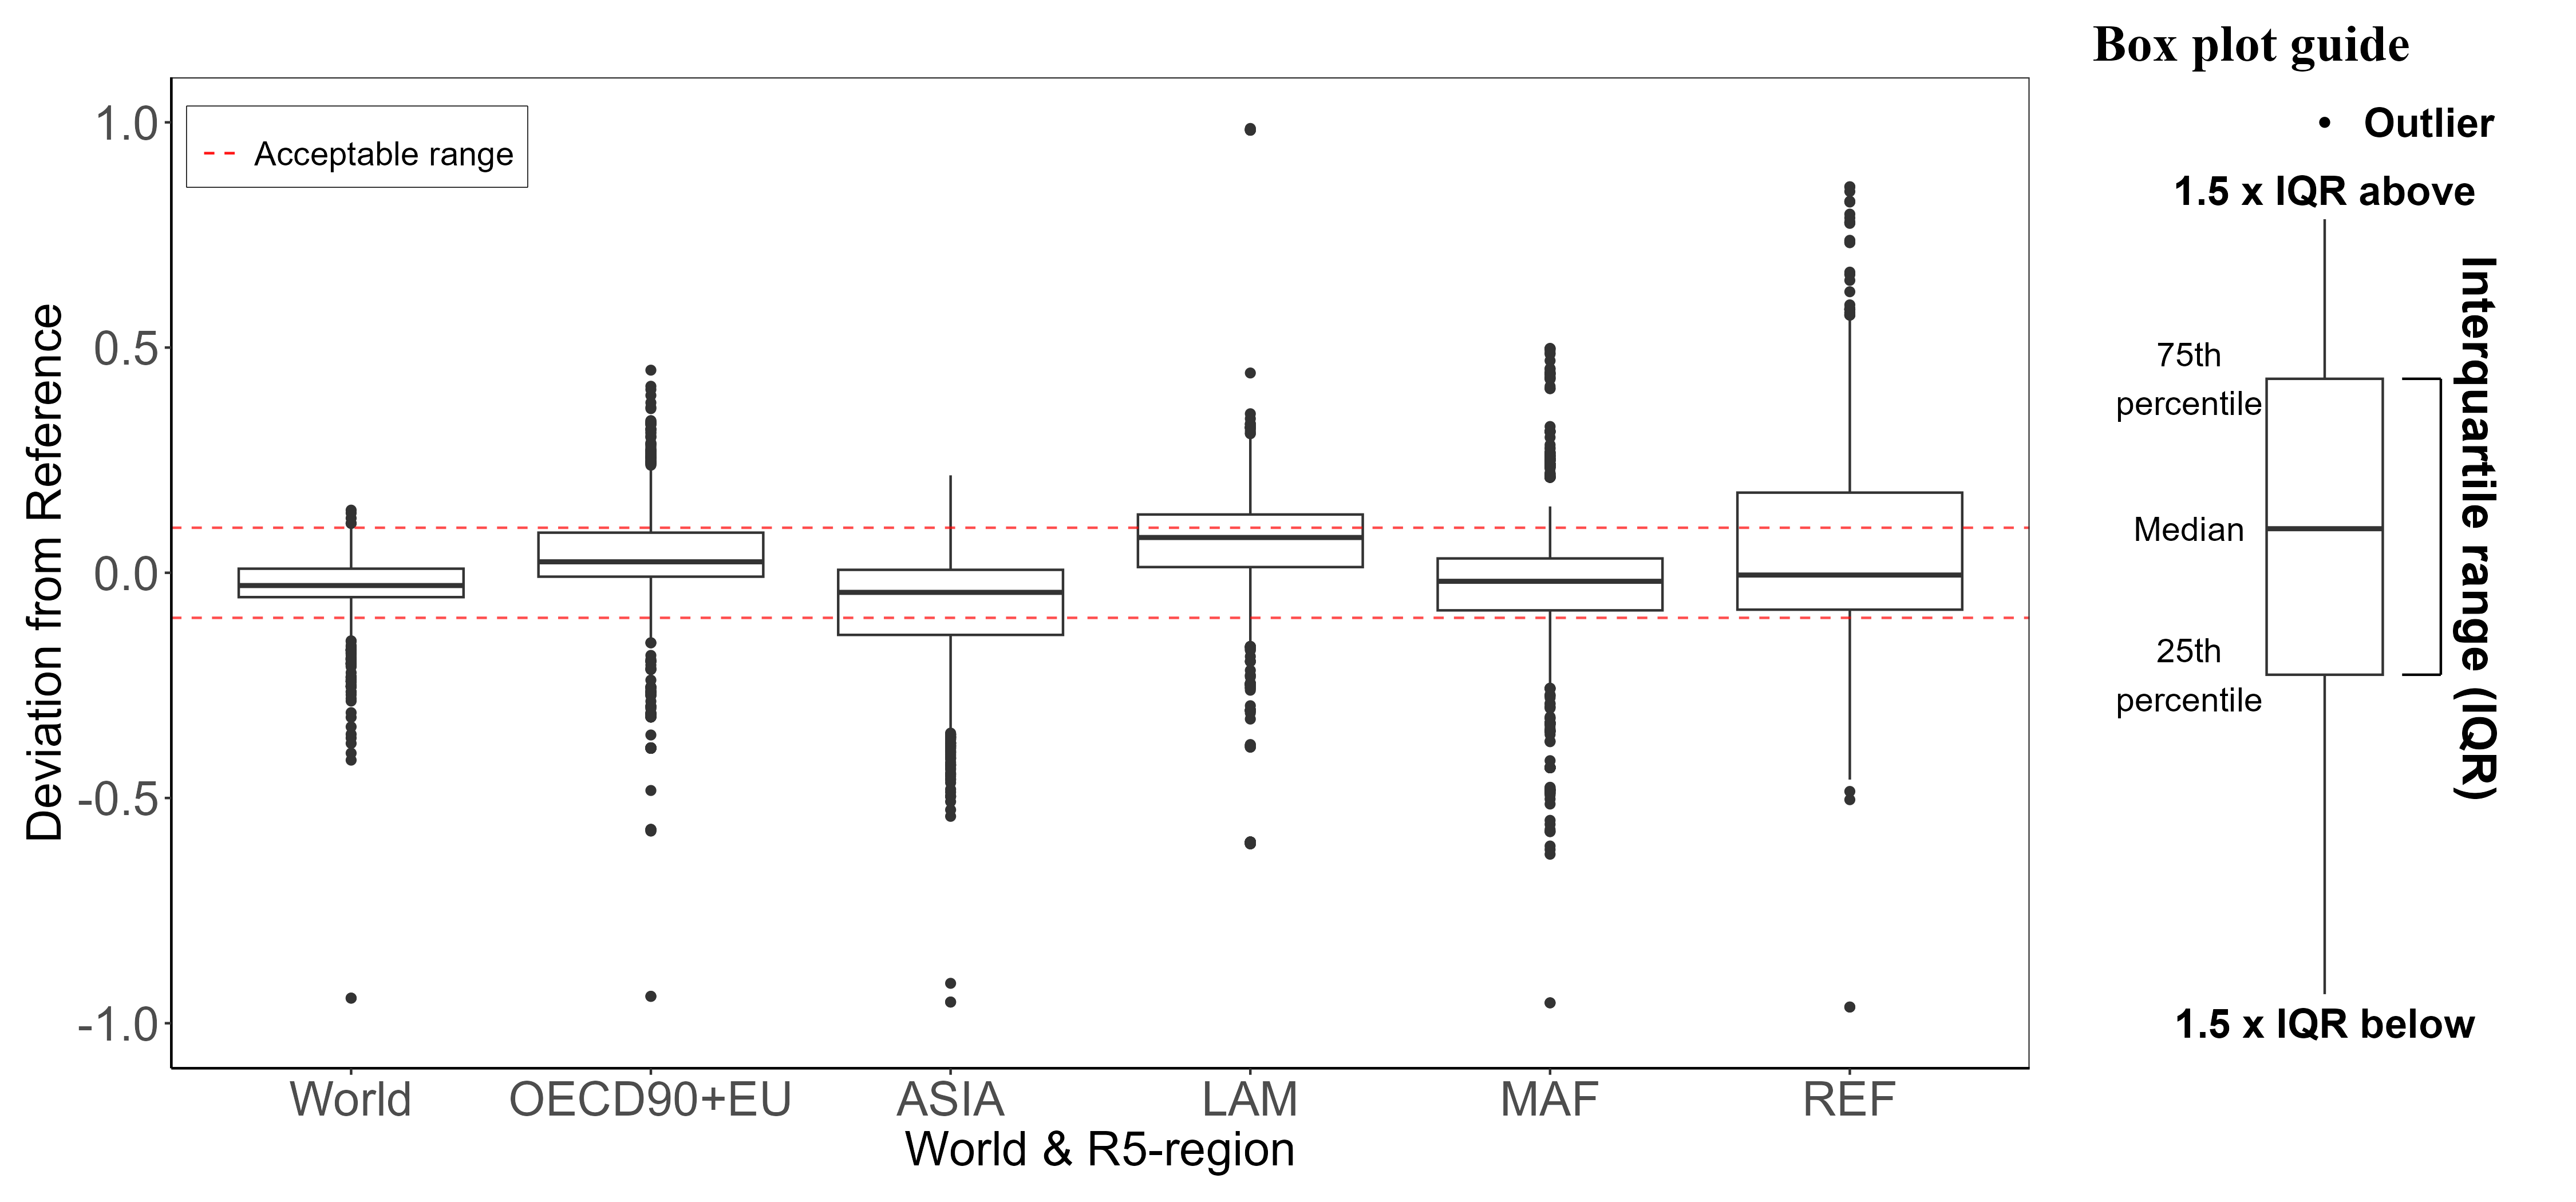 Box plot guide
1.0
0.5
0.0
-0.5
-1.0
Deviation from Reference
Acceptable range
World
OECD90+EU
ASIA
LAM
MAF
REF
World & R5-region
Outlier
1.5 x IQR above
75th
percentile
Median
25th
percentile
Interquartile range (IQR)
1.5 x IQR below